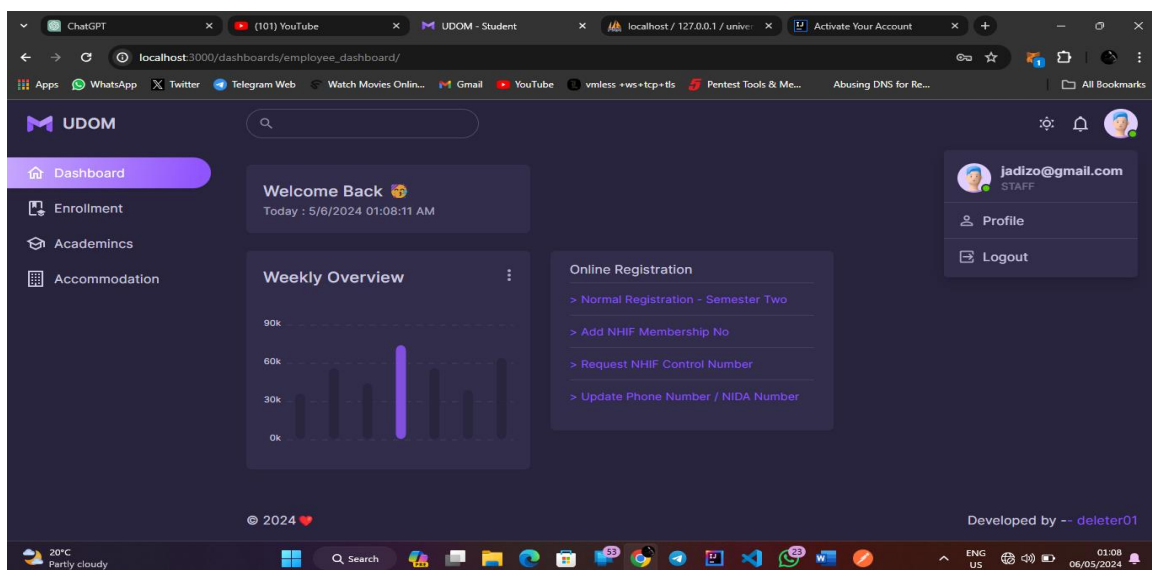 ChatGPT
(101) YouTube
UDOM - Student
localhost / 127.0.0.1 / univer
Activate Your Account
localhost:3000/dashboards/employee_dashboard/
Apps
WhatsApp
Twitter
Telegram Web
Watch Movies Onlin...
Gmail
YouTube
vmless +ws+tcp+tls
Pentest Tools & Me...
Abusing DNS for Re...
All Bookmarks
UDOM
Dashboard
Enrollment
Academincs
Accommodation
Welcome Back
Today : 5/6/2024 01:08:11 AM
jadizo@gmail.com
STAFF
Profile
Logout
Weekly Overview
90k
60k
30k
0k
Online Registration
> Normal Registration - Semester Two
> Add NHIF Membership No
> Request NHIF Control Number
> Update Phone Number / NIDA Number
© 2024
Developed by -- deleter01
20°C
Partly cloudy
Search
53
23
ENG
US
01:08
06/05/2024